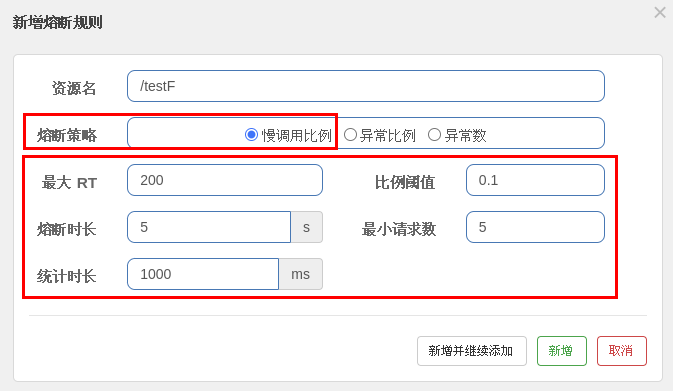 新增熔断规则
×
资源名 /testF
熔断策略 慢调用比例 异常比例 异常数
最大 RT 200 比例阈值 0.1
熔断时长 5 s 最小请求数 5
统计时长 1000 ms
新增并继续添加 新增 取消